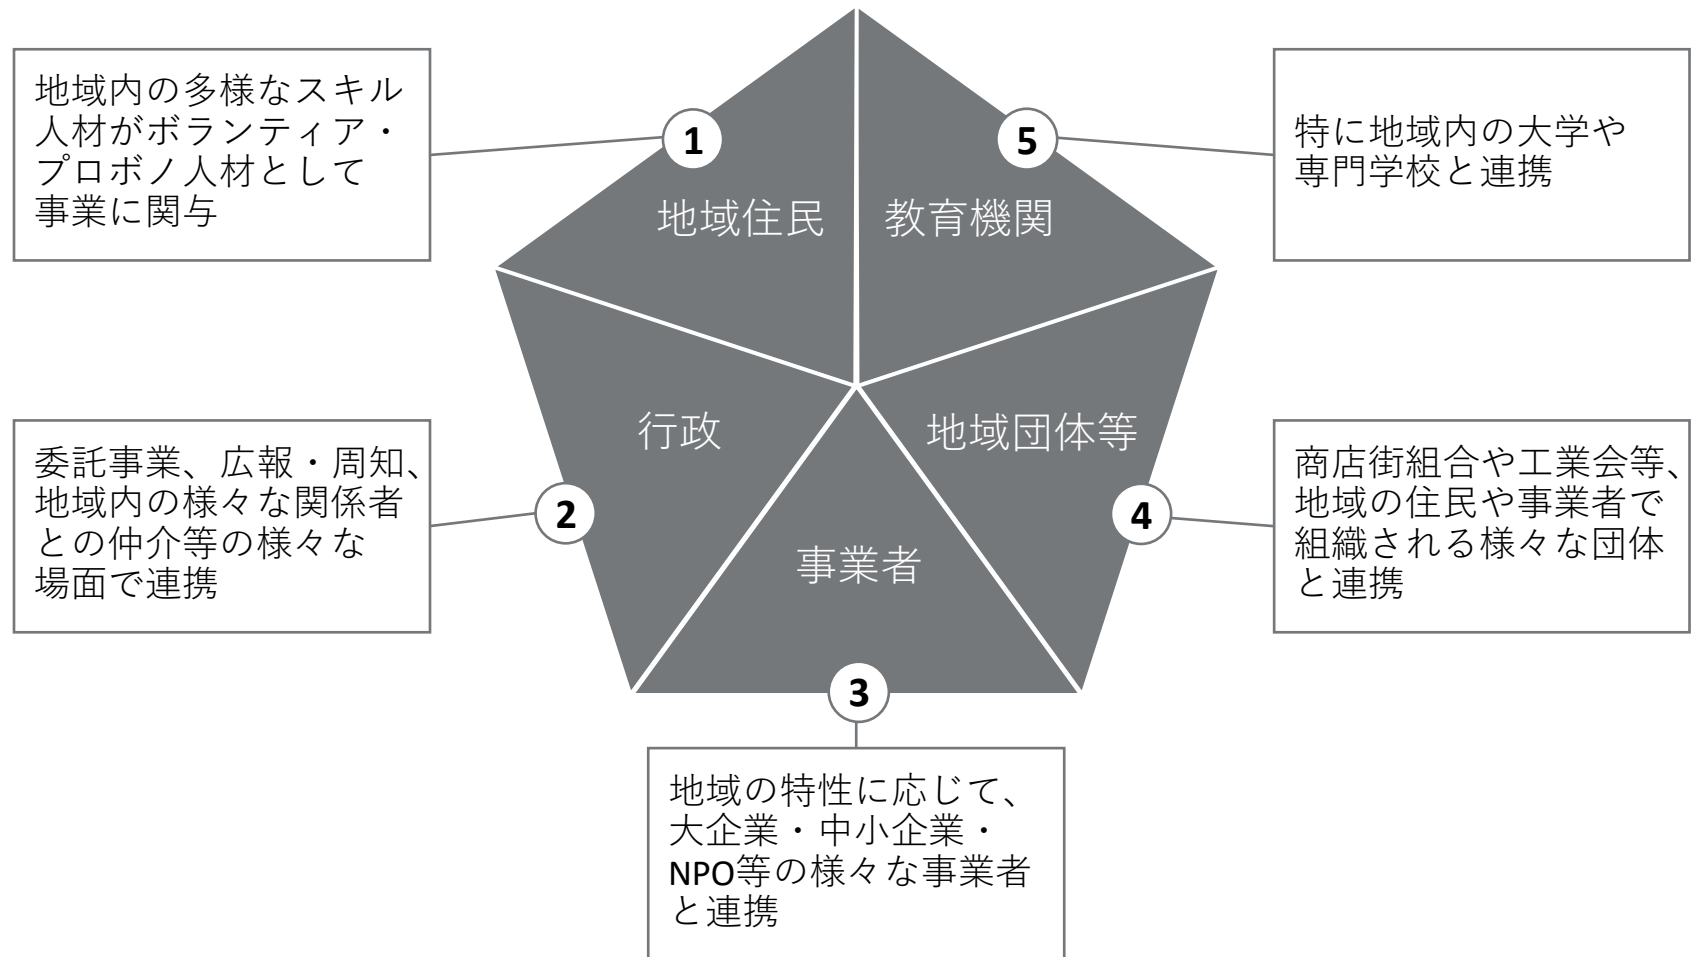 1
地域住民
地域内の多様なスキル
人材がボランティア・
プロボノ人材として
事業に関与
2
行政
委託事業、広報・周知、
地域内の様々な関係者
との仲介等の様々な
場面で連携
3
事業者
地域の特性に応じて、
大企業・中小企業・
NPO等の様々な事業者
と連携
4
地域団体等
商店街組合や工業会等、
地域の住民や事業者で
組織される様々な団体
と連携
5
教育機関
特に地域内の大学や
専門学校と連携